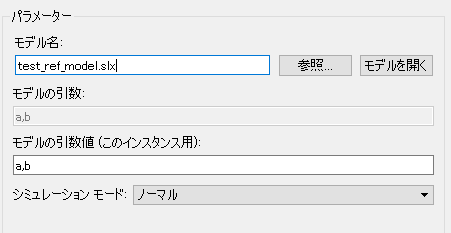 パラメーター
モデル名:
test_ref_model.slx
参照...
モデルを開く
モデルの引数:
a,b
モデルの引数値 (このインスタンス用):
a,b
シミュレーション モード: ノーマル